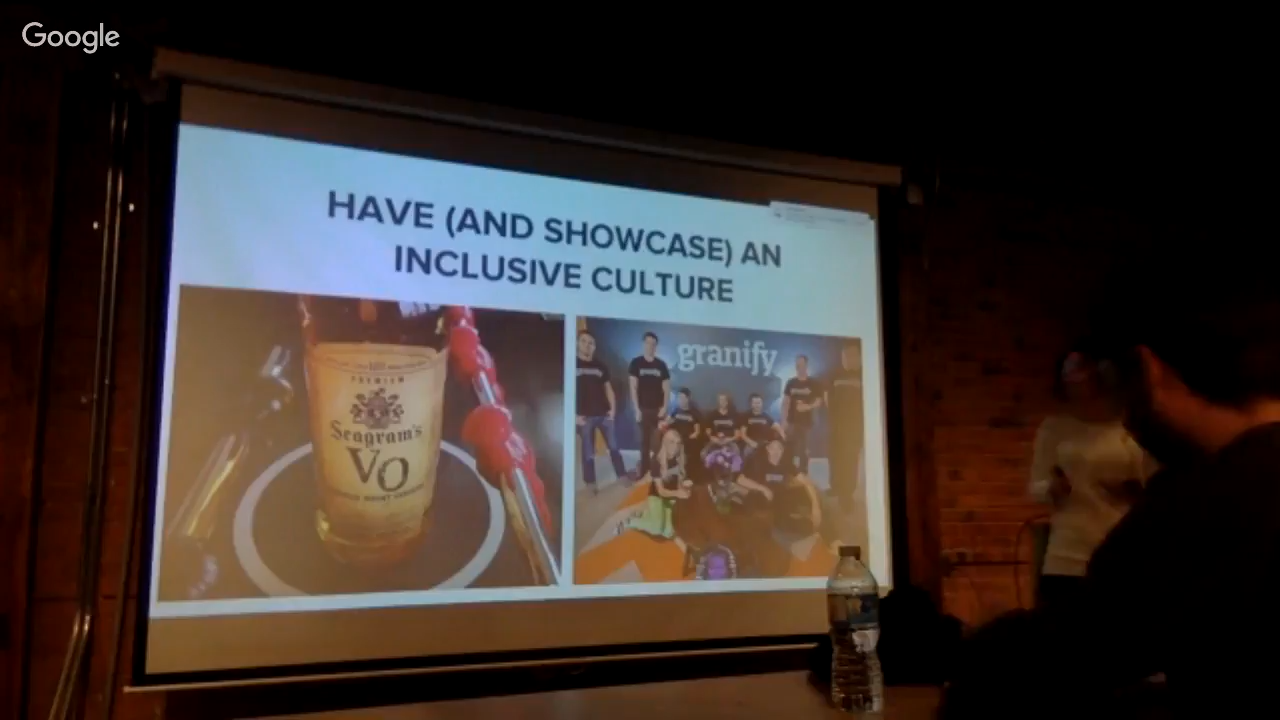 Google
HAVE (AND SHOWCASE) AN
INCLUSIVE CULTURE
PREMIUM
Seagram's
VO
granify